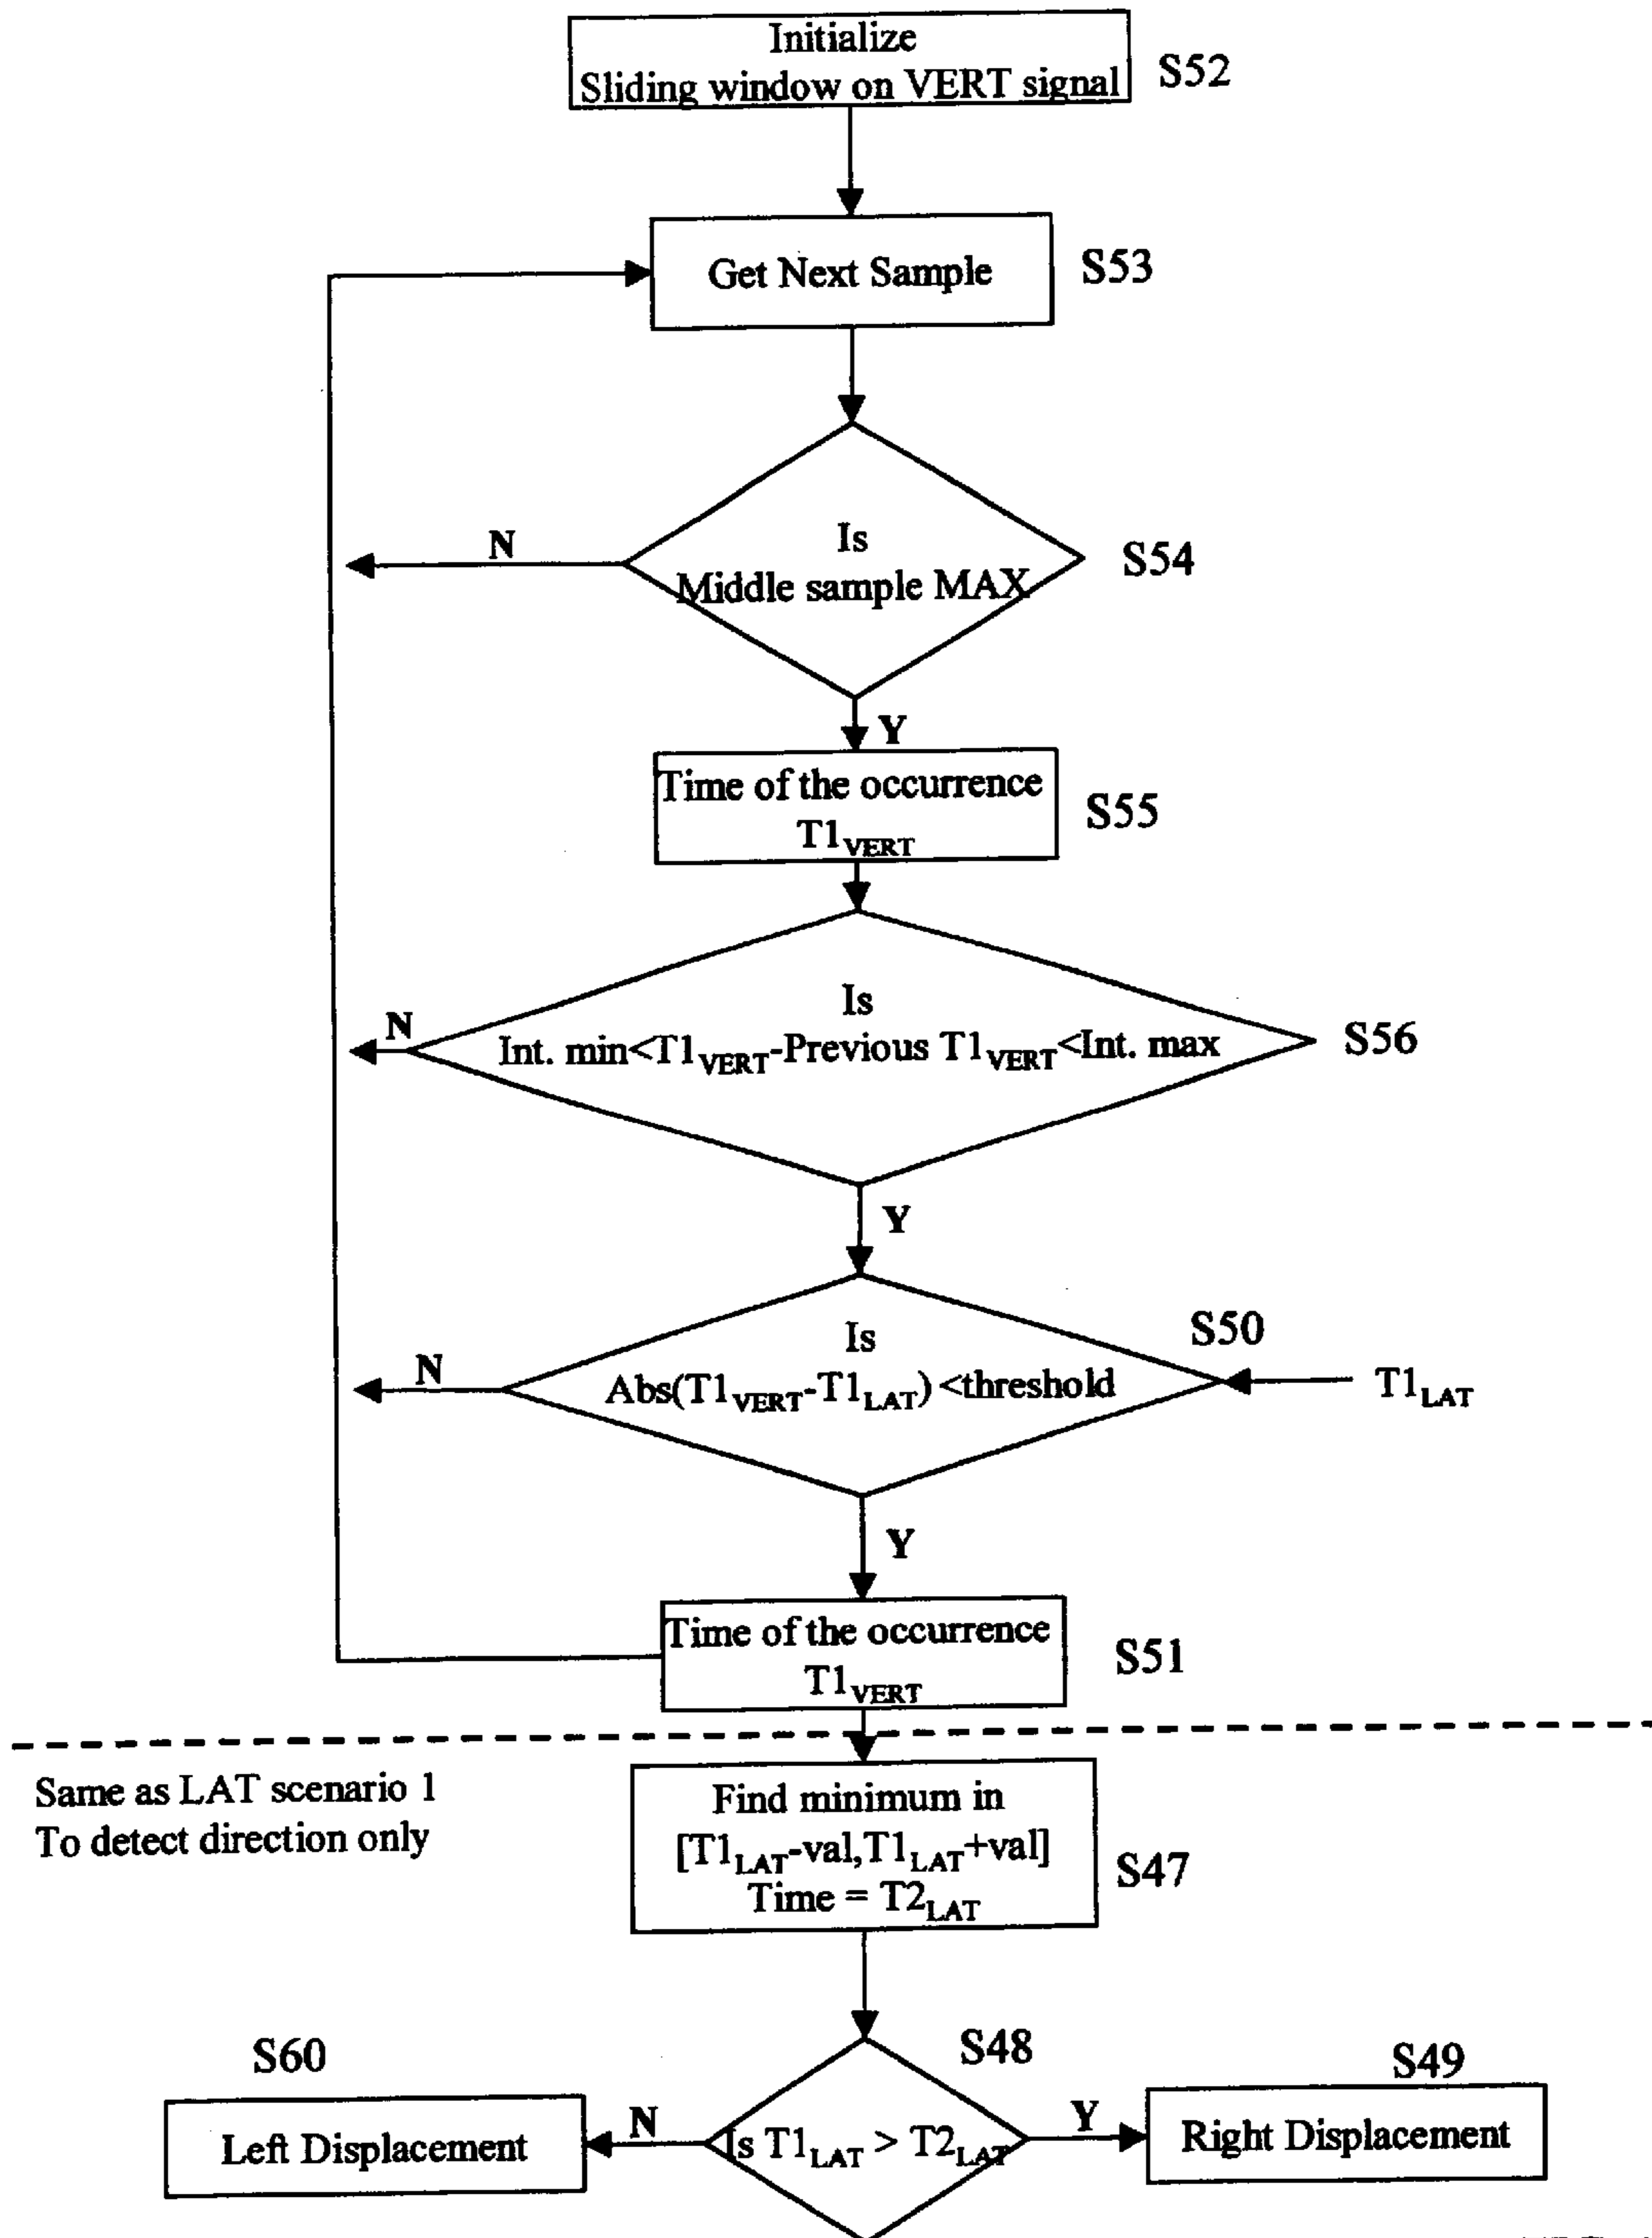 Initialize
Sliding window on VERT signal
S52
Get Next Sample
S53
Is
Middle sample MAX
S54
N
Y
Time of the occurrence
T1VERT
S55
Is
Int. min<T1VERT-Previous T1VERT<Int. max
S56
N
Y
S50
Is
Abs(T1VERT-T1LAT)<threshold
T1LAT
N
Y
Time of the occurrence
T1VERT
S51
Same as LAT scenario 1
To detect direction only
Find minimum in
[T1LAT-val,T1LAT+val]
Time = T2LAT
S47
S60
S48
S49
Left Displacement
N
Is T1LAT > T2LAT
Y
Right Displacement